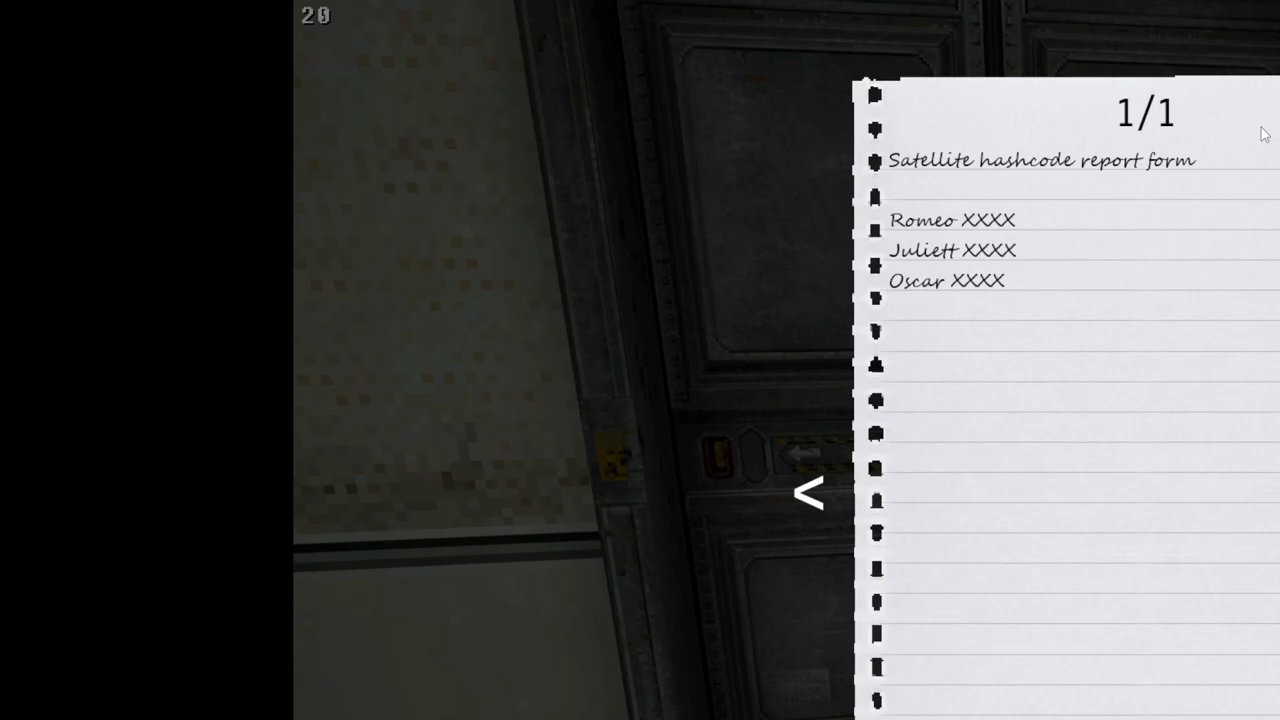 20
1/1
Satellite hashcode report form
Romeo XXXX
Juliett XXXX
Oscar XXXX
<